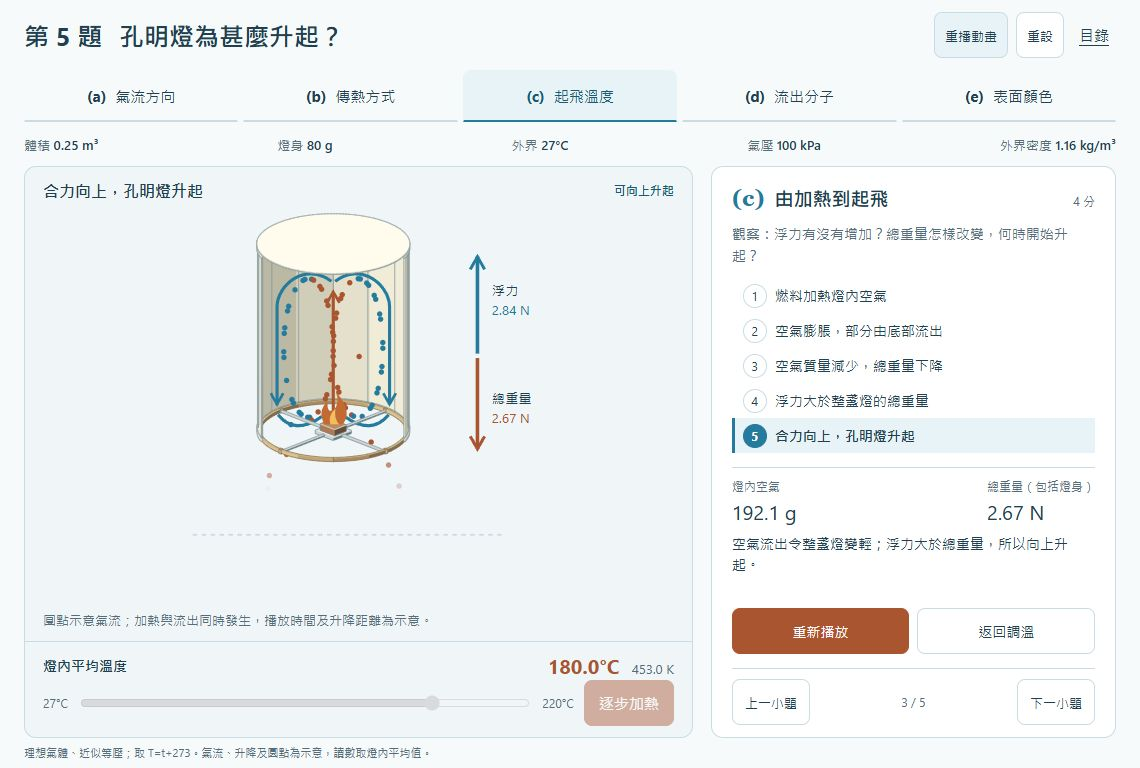 第 5 題 孔明燈為甚麼升起？
重播動畫
重設
目錄
(a) 氣流方向
(b) 傳熱方式
(c) 起飛溫度
(d) 流出分子
(e) 表面顏色
體積 0.25 m³
燈身 80 g
外界 27°C
氣壓 100 kPa
外界密度 1.16 kg/m³
合力向上，孔明燈升起
可向上升起
浮力
2.84 N
總重量
2.67 N
圓點示意氣流；加熱與流出同時發生，播放時間及升降距離為示意。
燈內平均溫度
180.0°C 453.0 K
27°C
220°C
逐步加熱
(c) 由加熱到起飛
4 分
觀察：浮力有沒有增加？總重量怎樣改變，何時開始升
起？
1 燃料加熱燈內空氣
2 空氣膨脹，部分由底部流出
3 空氣質量減少，總重量下降
4 浮力大於整盞燈的總重量
5 合力向上，孔明燈升起
燈內空氣
192.1 g
總重量（包括燈身）
2.67 N
空氣流出令整盞燈變輕；浮力大於總重量，所以向上升
起。
重新播放
返回調溫
上一小題
3 / 5
下一小題
理想氣體、近似等壓；取 T=t+273。氣流、升降及圓點為示意，讀數取燈內平均值。